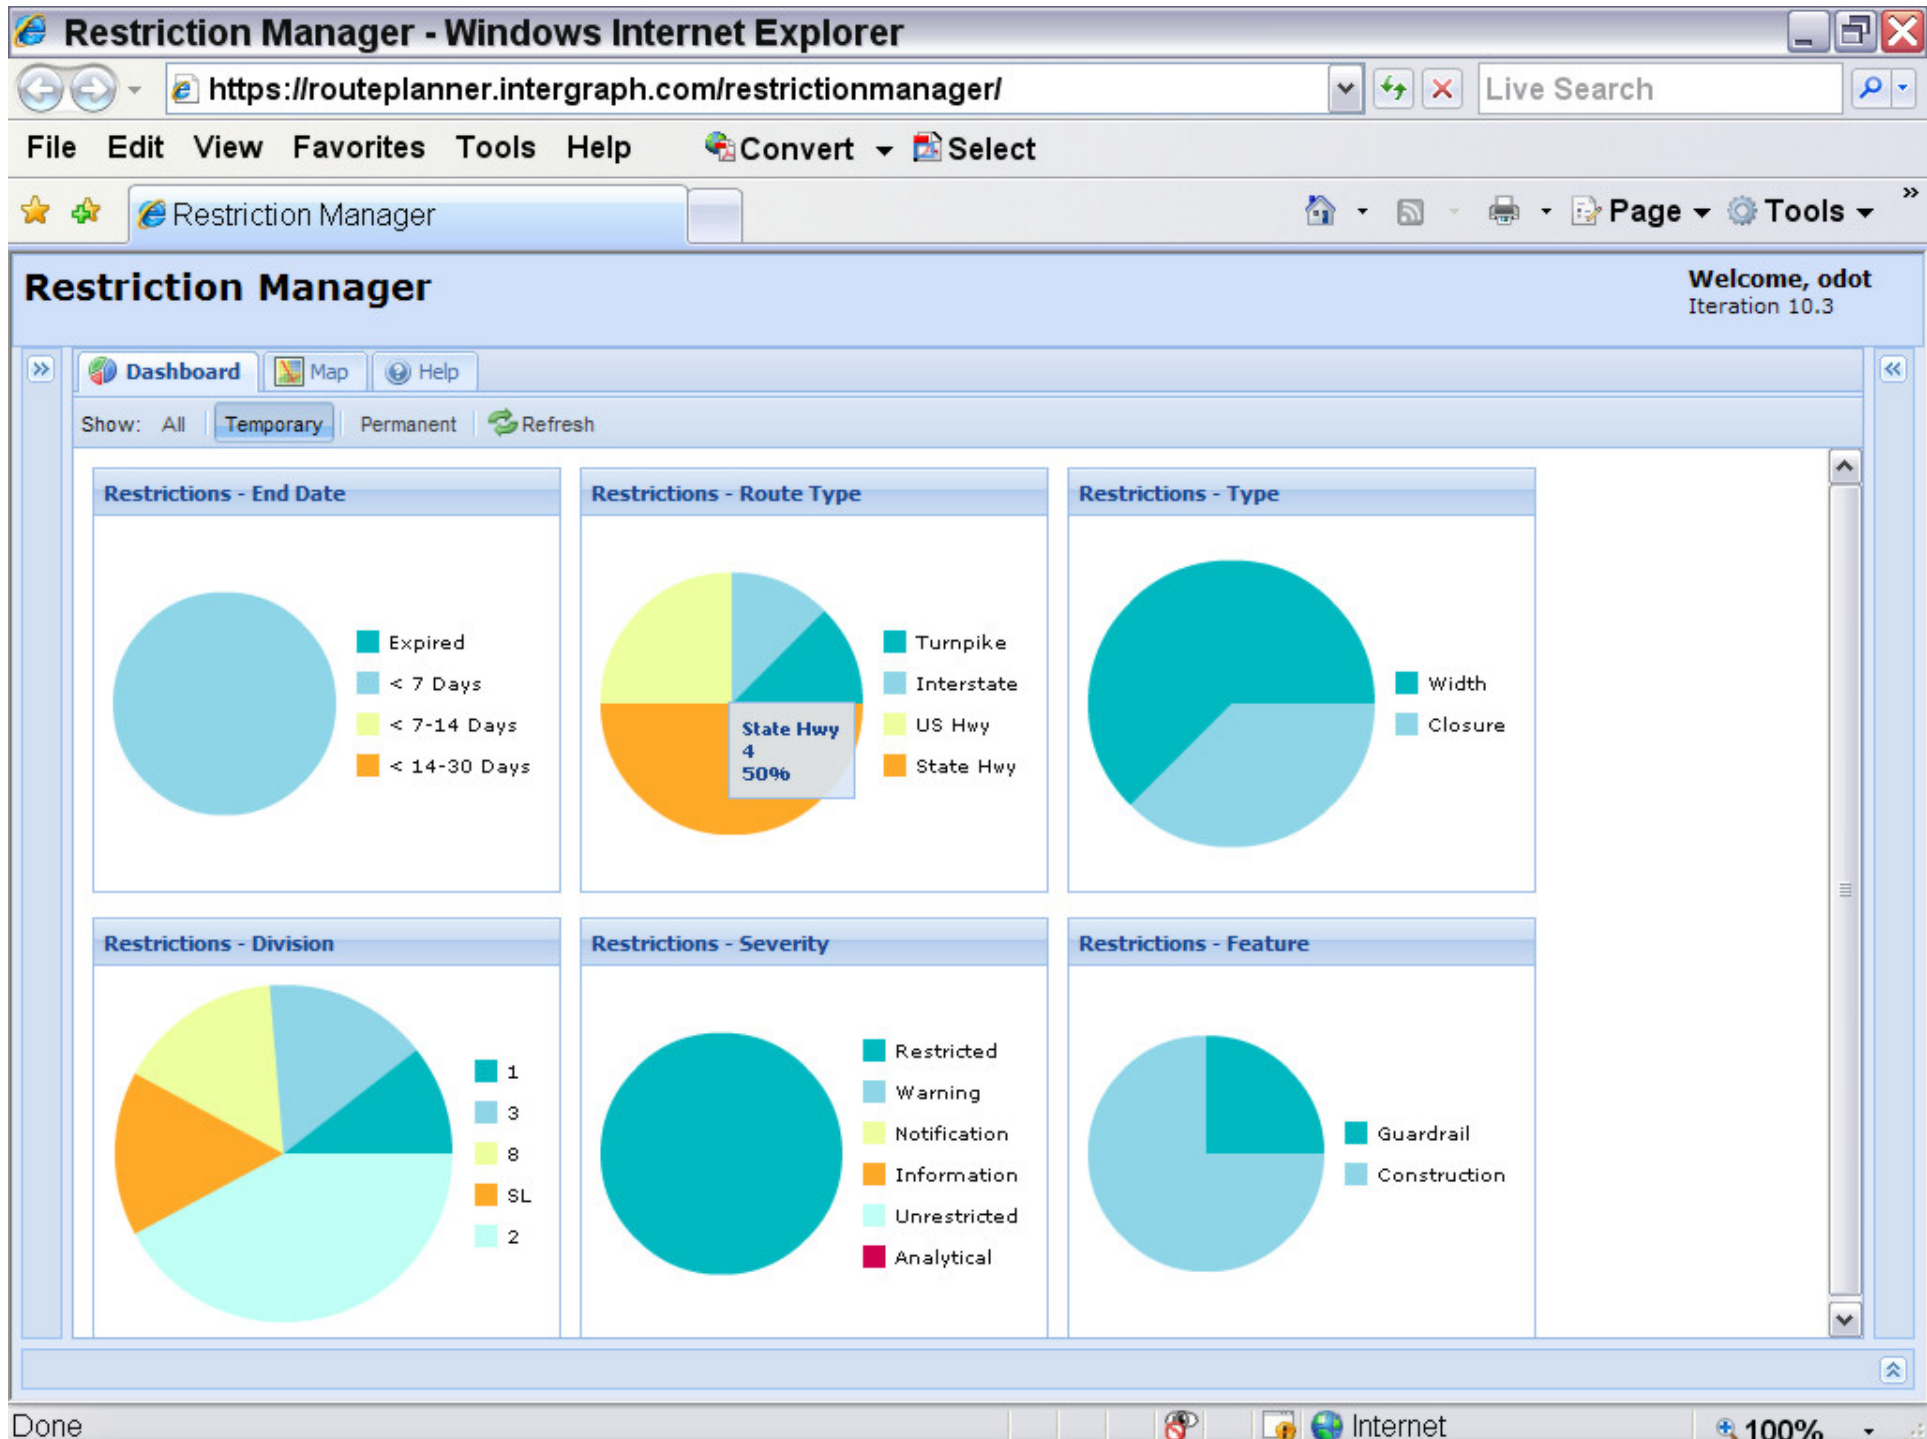 Restriction Manager - Windows Internet Explorer
https://routeplanner.intergraph.com/restrictionmanager/
Live Search
File Edit View Favorites Tools Help Convert Select
Restriction Manager
Page Tools »
Restriction Manager
Welcome, odot
Iteration 10.3
Dashboard Map Help
Show: All Temporary Permanent Refresh
Restrictions - End Date
Expired
< 7 Days
< 7-14 Days
< 14-30 Days
Restrictions - Route Type
Turnpike
Interstate
US Hwy
State Hwy
State Hwy
4
50%
Restrictions - Type
Width
Closure
Restrictions - Division
1
3
8
SL
2
Restrictions - Severity
Restricted
Warning
Notification
Information
Unrestricted
Analytical
Restrictions - Feature
Guardrail
Construction
Done
Internet
100%